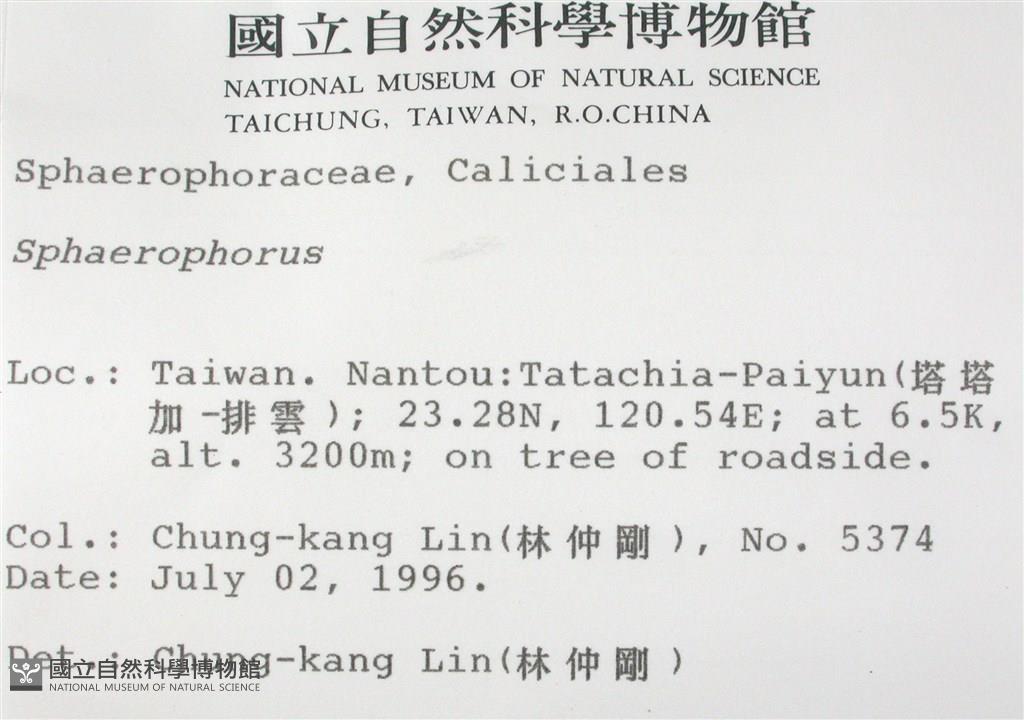 國立自然科學博物館
NATIONAL MUSEUM OF NATURAL SCIENCE
TAICHUNG, TAIWAN, R.O.CHINA
Sphaerophoraceae, Caliciales
Sphaerophorus
Loc.: Taiwan. Nantou:Tatachia-Paiyun(塔塔
加-排雲); 23.28N, 120.54E; at 6.5K,
alt. 3200m; on tree of roadside.
Col.: Chung-kang Lin(林仲剛), No. 5374
Date: July 02, 1996.
Det.: Chung-kang Lin(林仲剛)
國立自然科學博物館
NATIONAL MUSEUM OF NATURAL SCIENCE